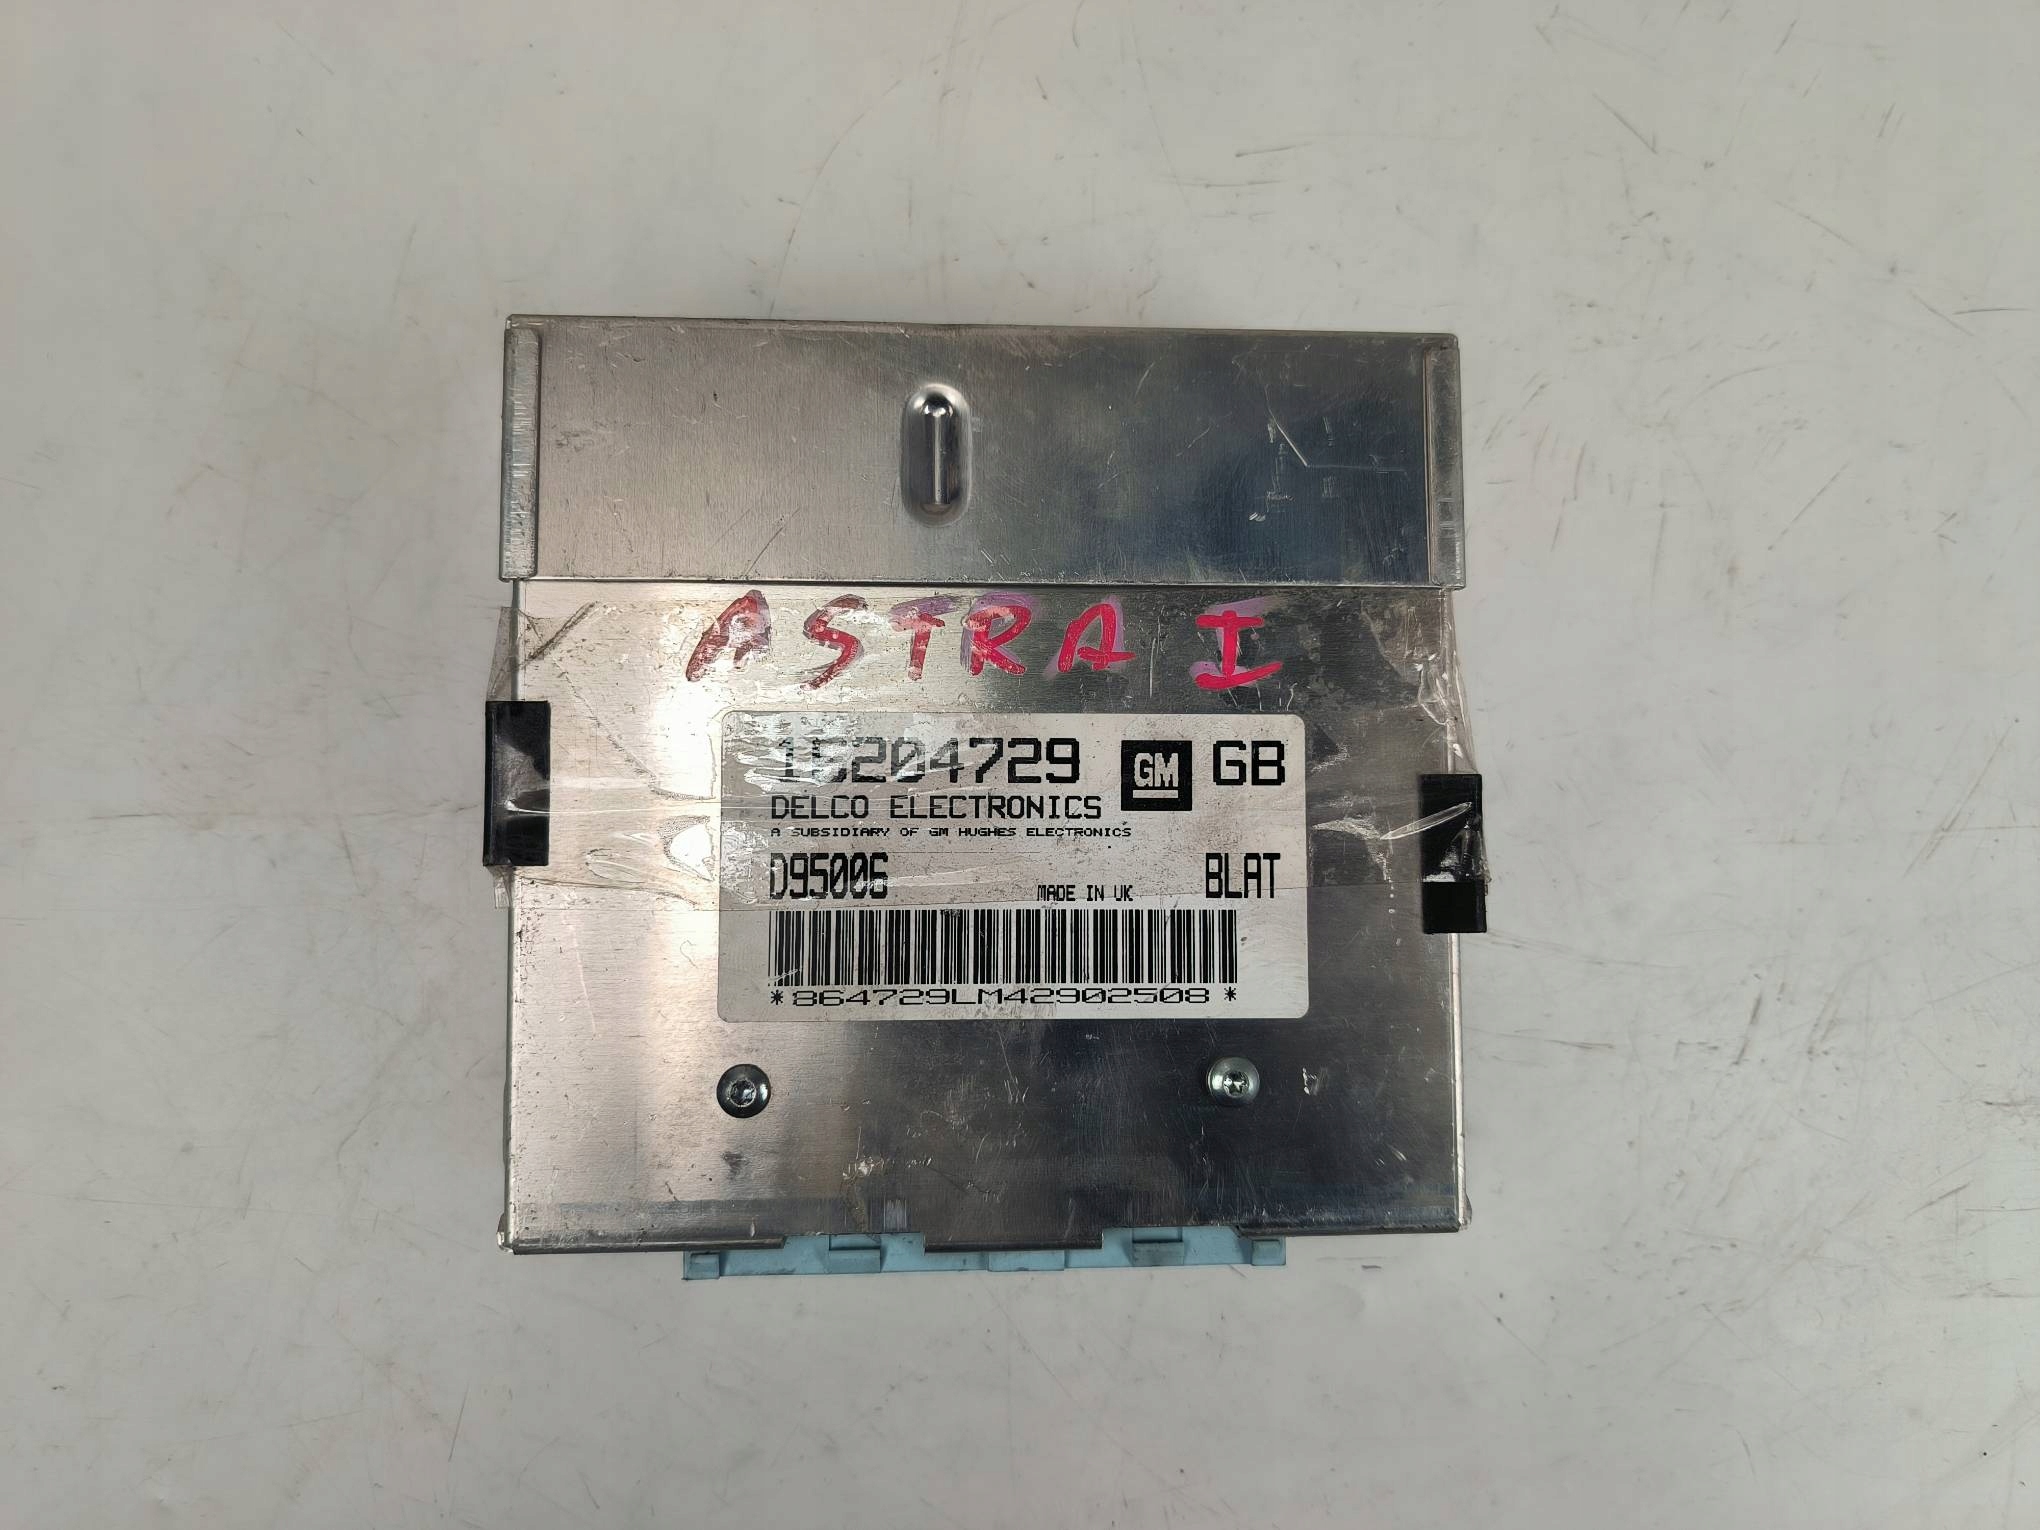 ASTRA I
16204729 GM GB
DELCO ELECTRONICS
A SUBSIDIARY OF GM HUGHES ELECTRONICS
D95006 MADE IN UK BLAT
*864729LM42902508*